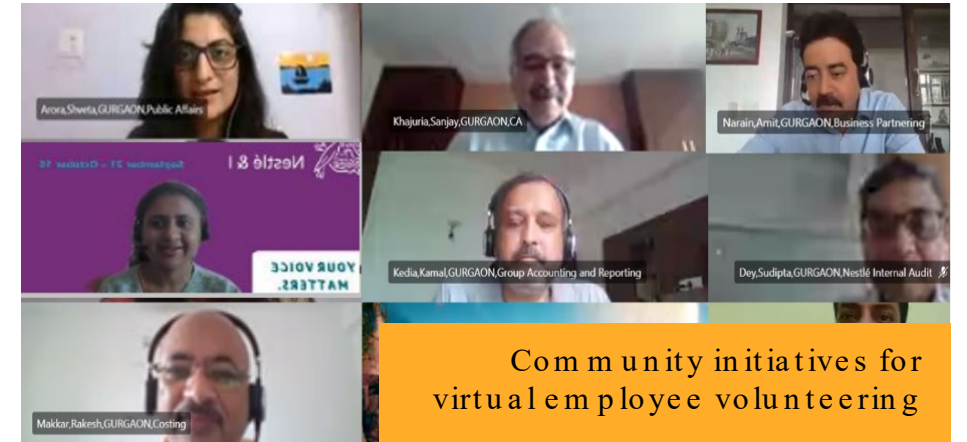 Arora,Shweta,GURGAON,Public Affairs
Khajuria,Sanjay,GURGAON,CA
Narain,Amit,GURGAON,Business Partnering
September 21 – October 16
Nestlé & I
YOUR VOICE
MATTERS.
Kedia,Kamal,GURGAON,Group Accounting and Reporting
Dey,Sudipta,GURGAON,Nestlé Internal Audit
Makkar,Rakesh,GURGAON,Costing
Community initiatives for
virtual employee volunteering